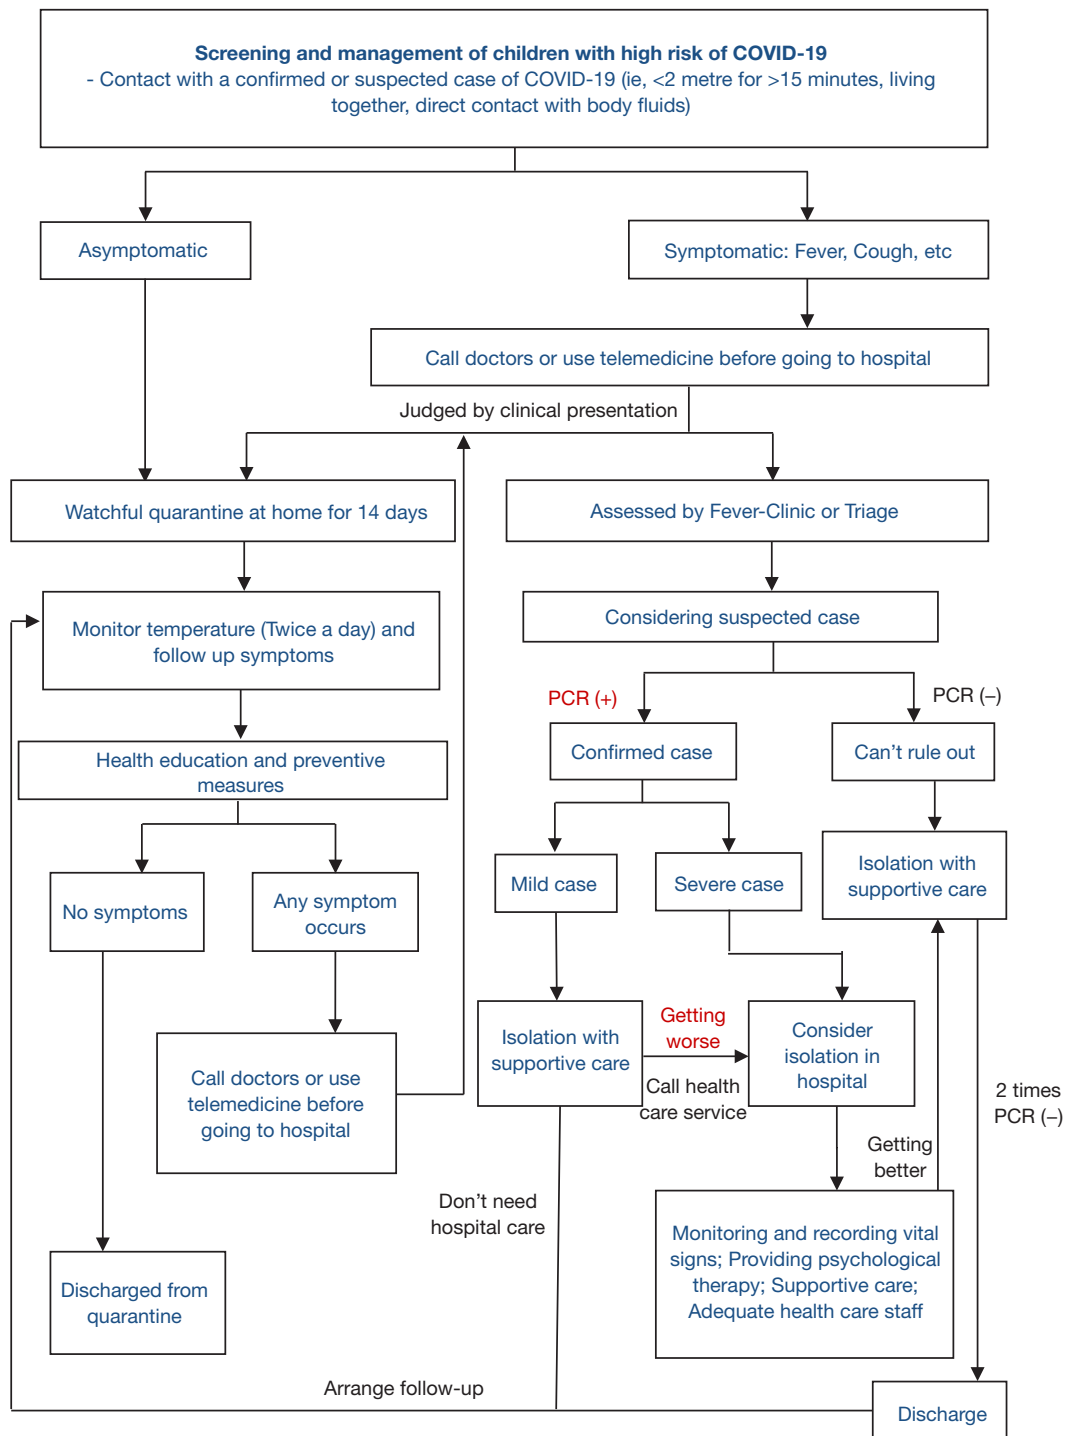 Screening and management of children with high risk of COVID-19
- Contact with a confirmed or suspected case of COVID-19 (ie, <2 metre for >15 minutes, living
together, direct contact with body fluids)
Asymptomatic
Symptomatic: Fever, Cough, etc
Call doctors or use telemedicine before going to hospital
Judged by clinical presentation
Watchful quarantine at home for 14 days
Assessed by Fever-Clinic or Triage
Monitor temperature (Twice a day) and
follow up symptoms
Considering suspected case
PCR (+)
PCR (–)
Health education and preventive
measures
Confirmed case
Can't rule out
No symptoms
Any symptom
occurs
Mild case
Severe case
Isolation with
supportive care
Call doctors or use
telemedicine before
going to hospital
Isolation with
supportive care
Getting
worse
Call health
care service
Consider
isolation in
hospital
2 times
PCR (–)
Getting
better
Don't need
hospital care
Monitoring and recording vital
signs; Providing psychological
therapy; Supportive care;
Adequate health care staff
Discharged from
quarantine
Arrange follow-up
Discharge